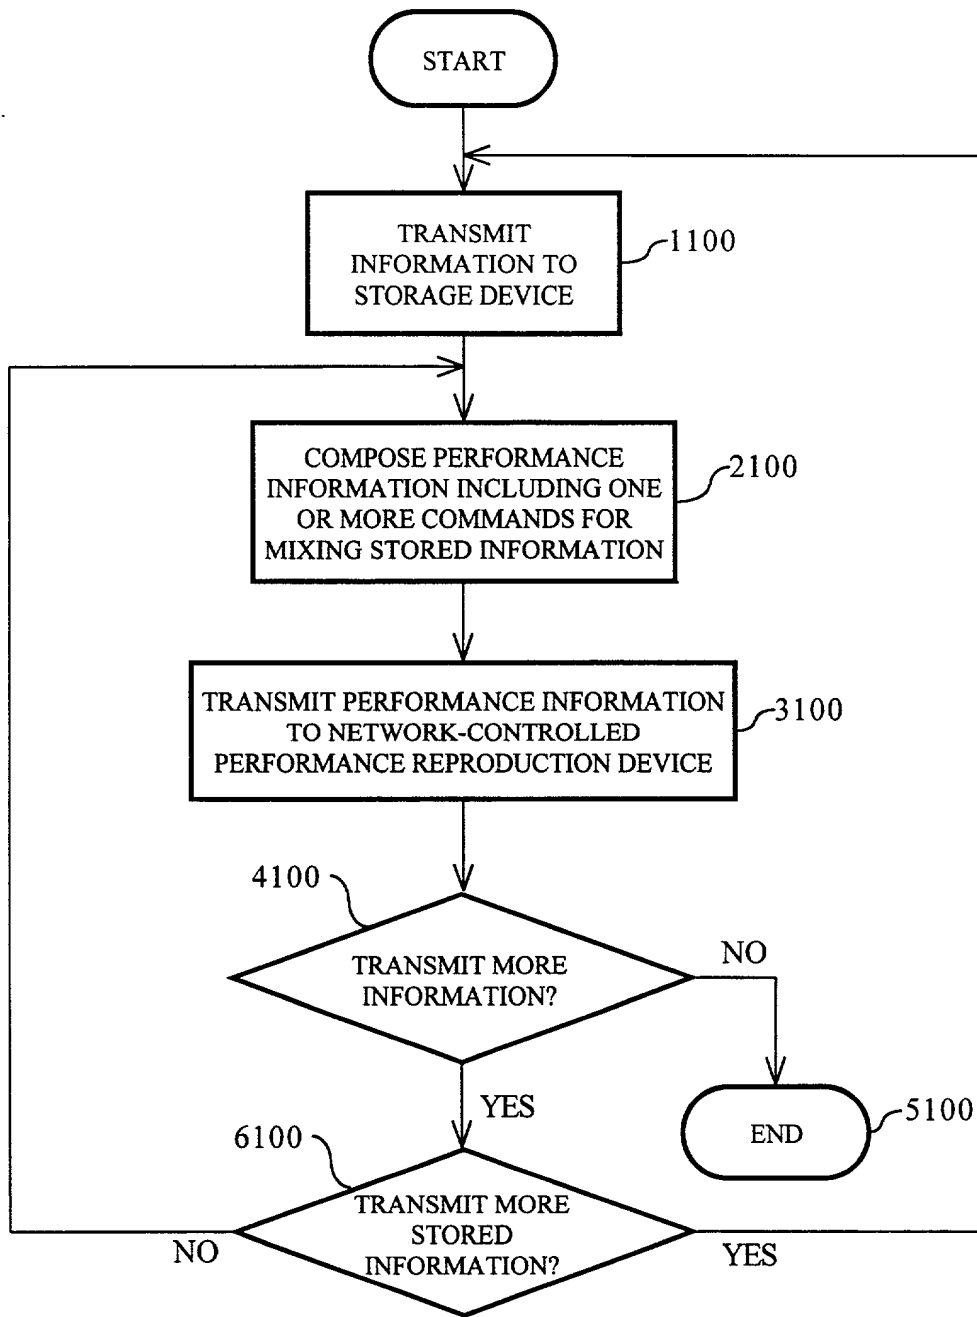 START
TRANSMIT
INFORMATION TO
STORAGE DEVICE
1100
COMPOSE PERFORMANCE
INFORMATION INCLUDING ONE
OR MORE COMMANDS FOR
MIXING STORED INFORMATION
2100
TRANSMIT PERFORMANCE INFORMATION
TO NETWORK-CONTROLLED
PERFORMANCE REPRODUCTION DEVICE
3100
4100
TRANSMIT MORE
INFORMATION?
NO
YES
END
5100
6100
TRANSMIT MORE
STORED
INFORMATION?
NO
YES